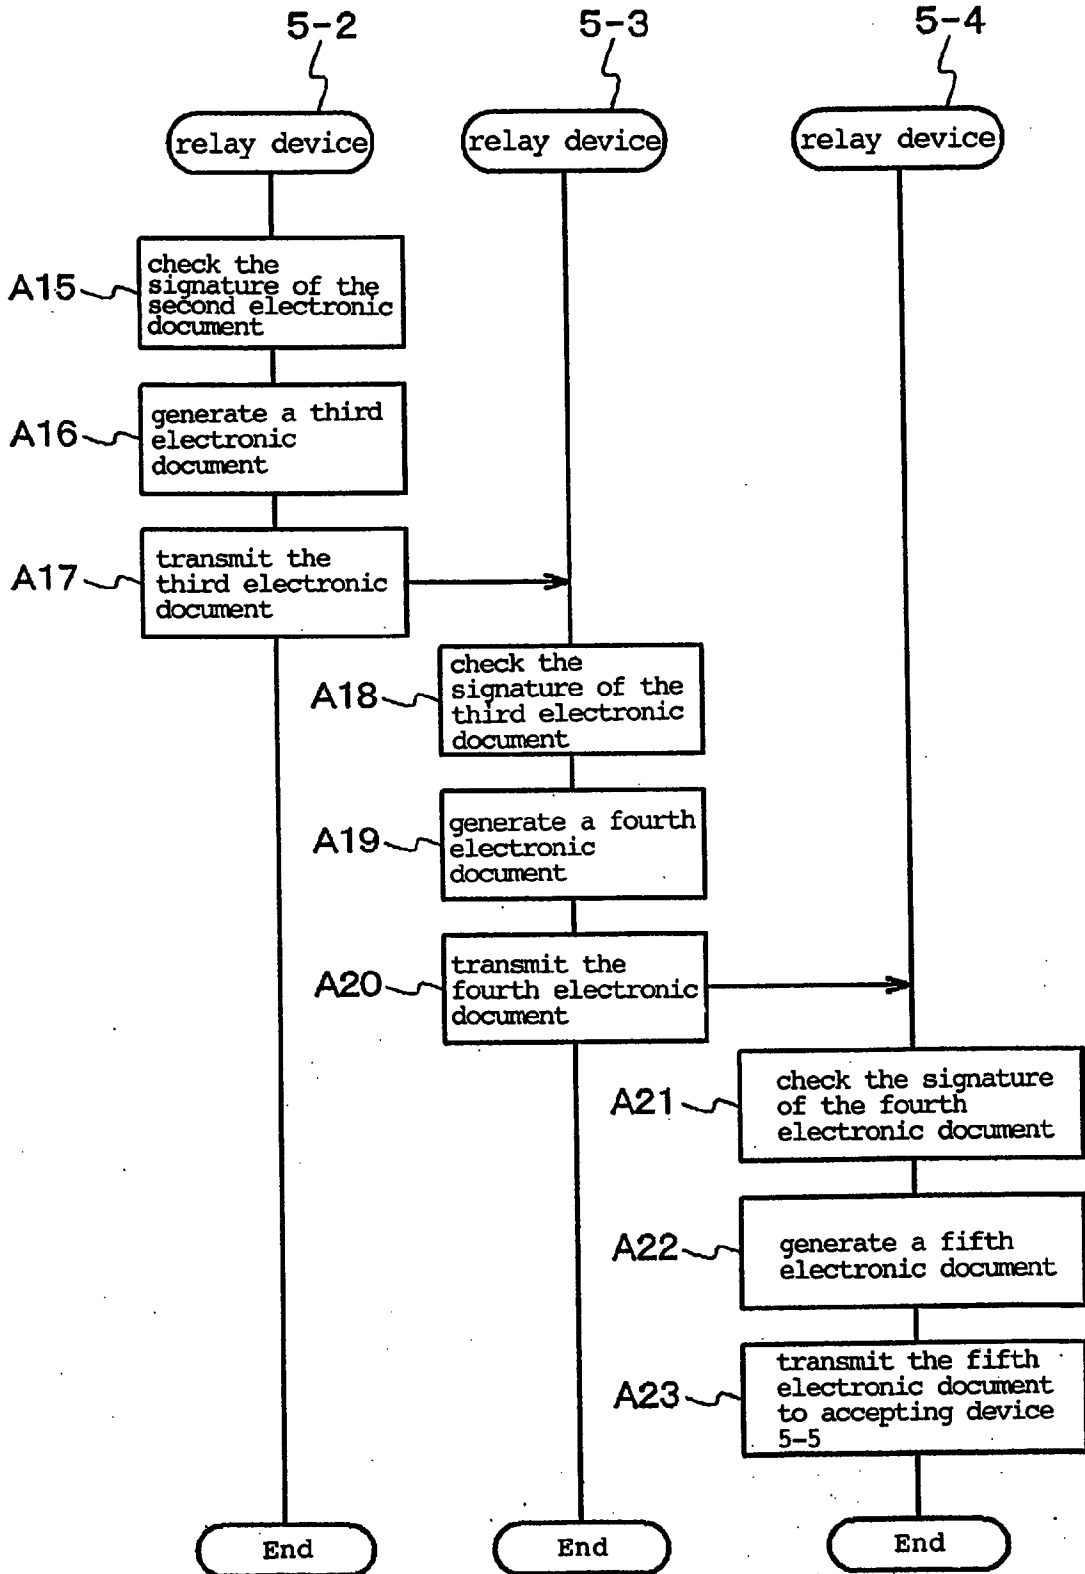 5-2
5-3
5-4
relay device
relay device
relay device
A15
check the
signature of the
second electronic
document
A16
generate a third
electronic
document
A17
transmit the
third electronic
document
A18
check the
signature of the
third electronic
document
A19
generate a fourth
electronic
document
A20
transmit the
fourth electronic
document
A21
check the signature
of the fourth
electronic document
A22
generate a fifth
electronic document
A23
transmit the fifth
electronic document
to accepting device
5-5
End
End
End